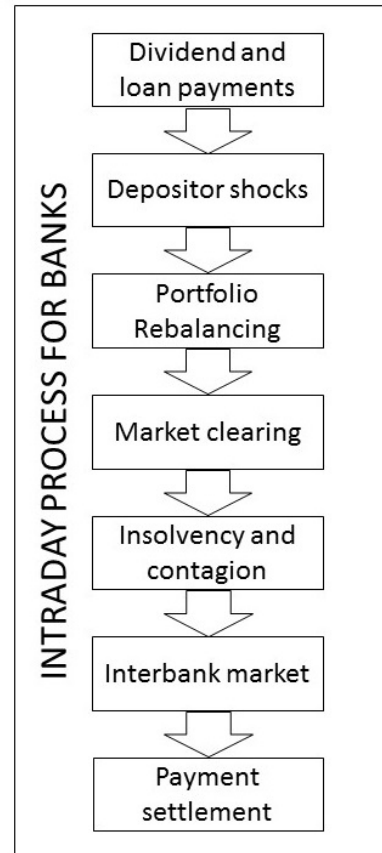 INTRADAY PROCESS FOR BANKS
Dividend and
loan payments
Depositor shocks
Portfolio
Rebalancing
Market clearing
Insolvency and
contagion
Interbank market
Payment
settlement